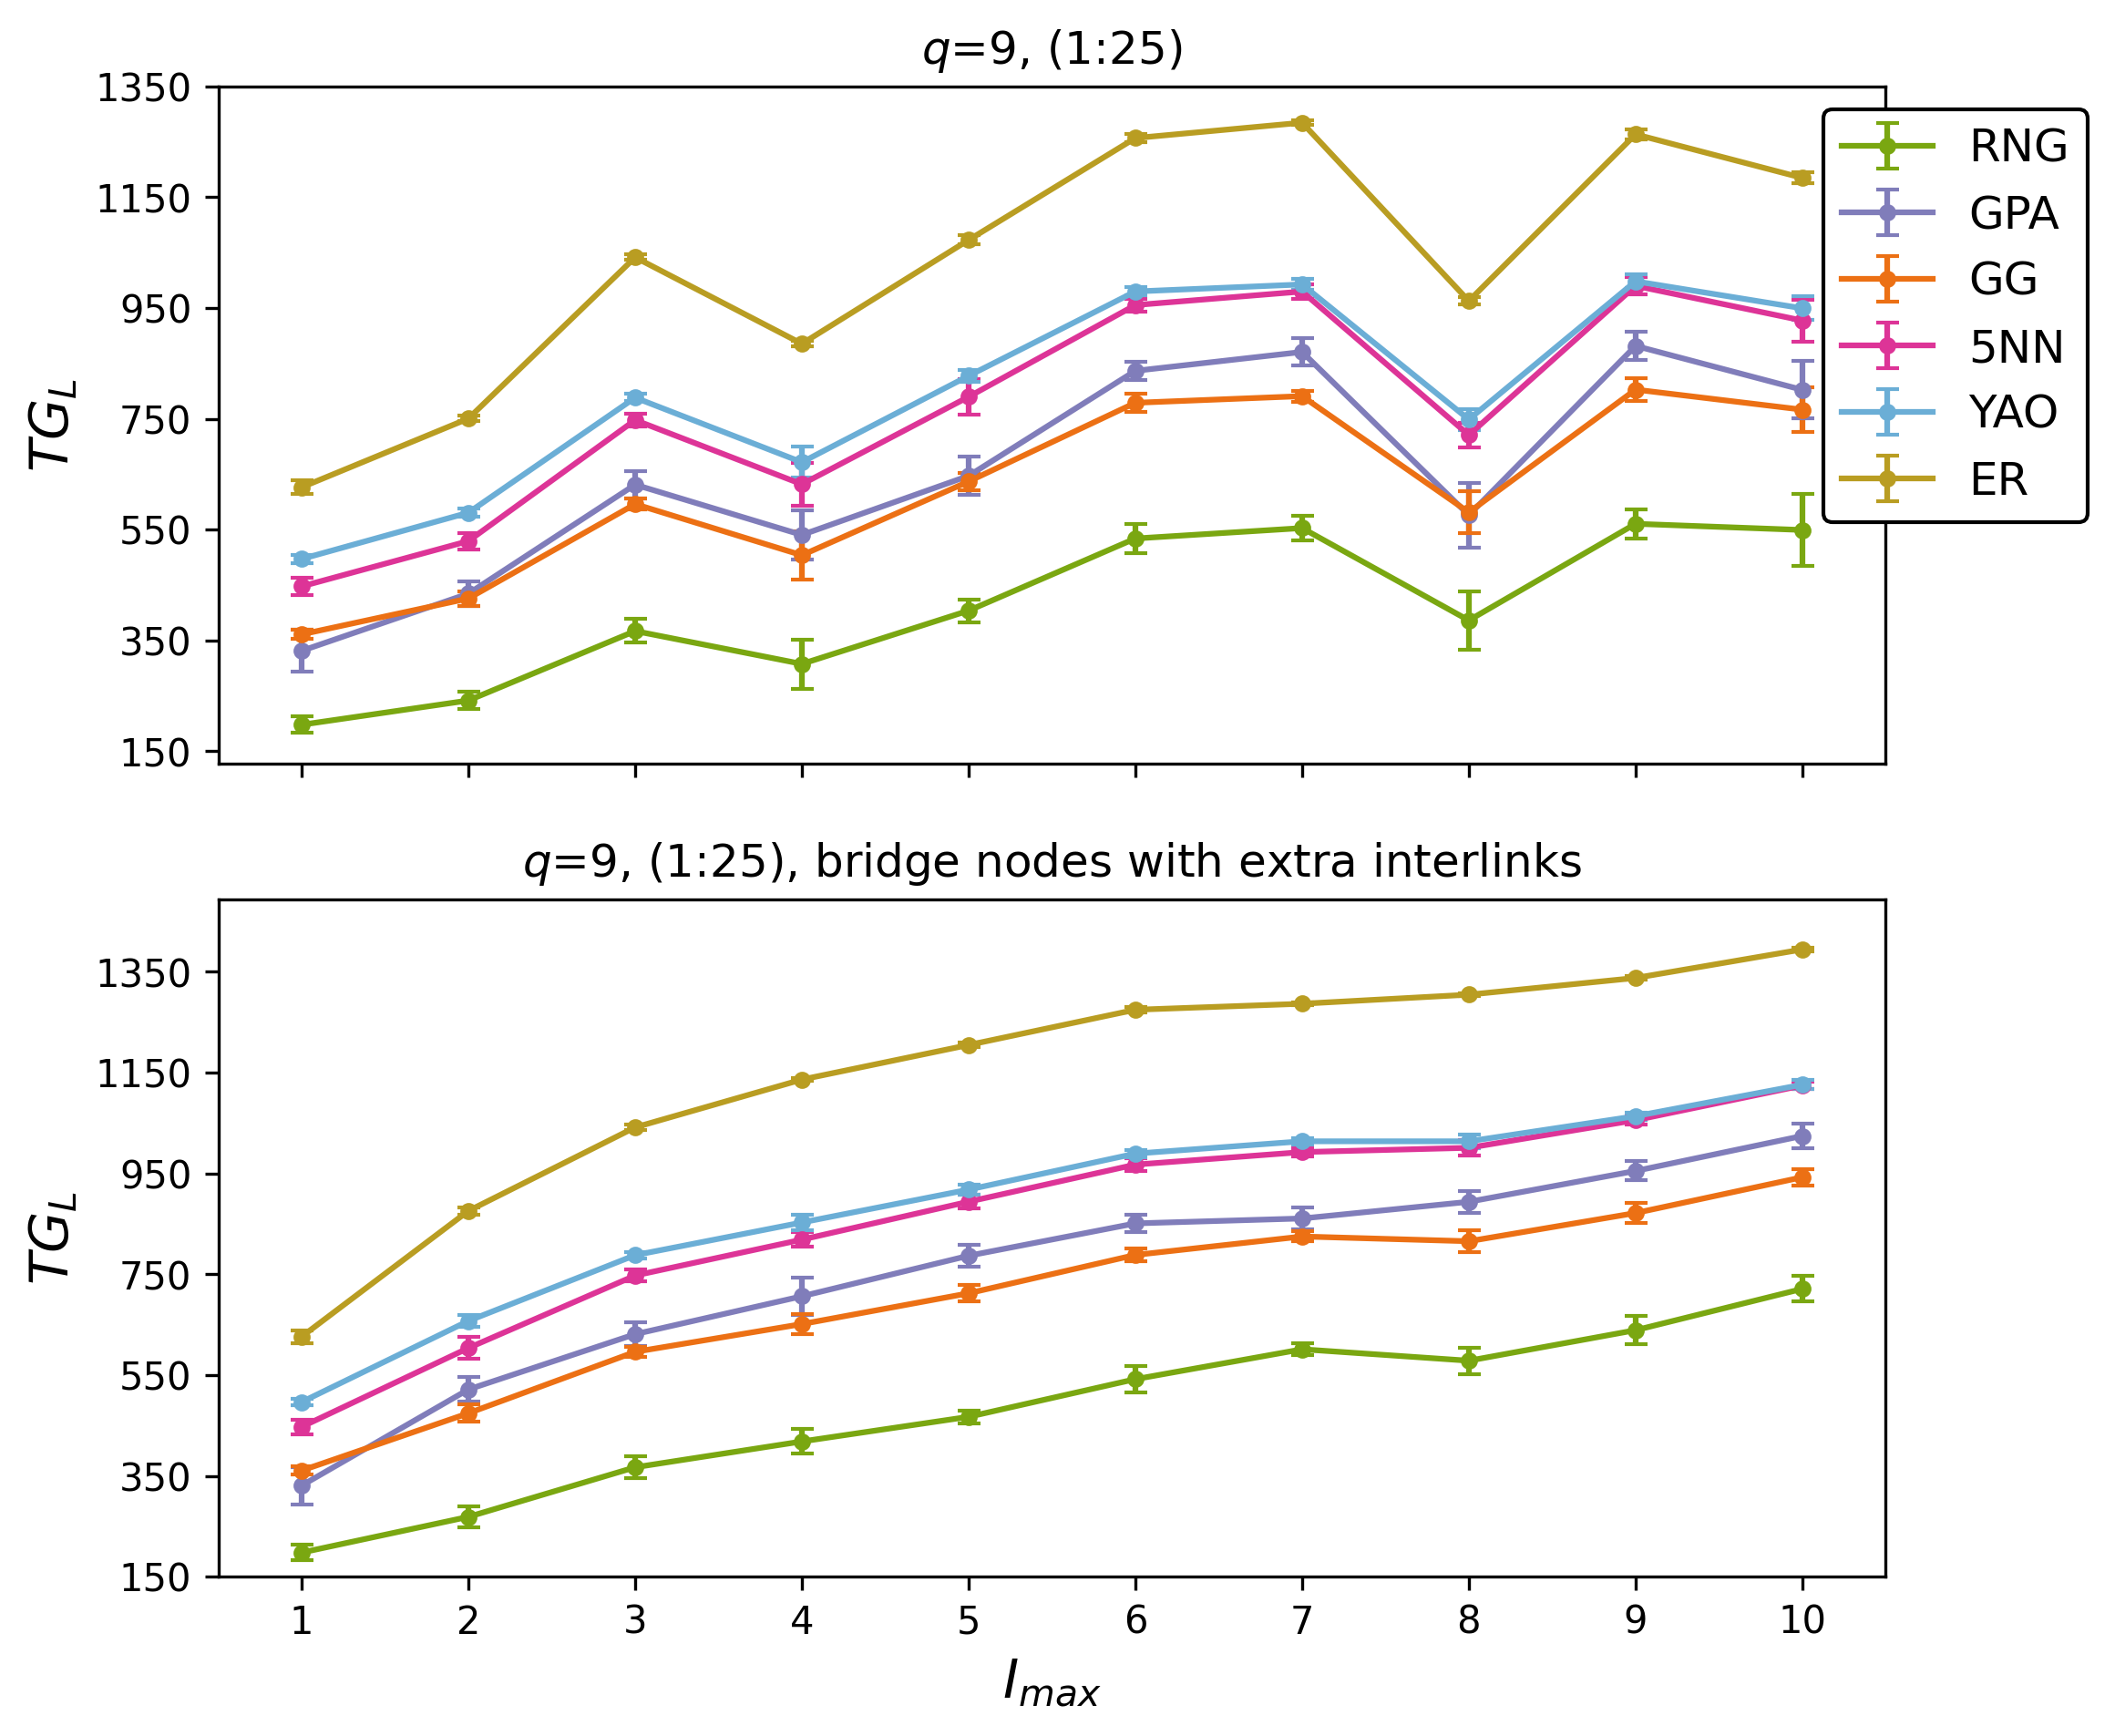 q=9, (1:25)
1350
1150
950
750
550
350
150
TG_L
RNG
GPA
GG
5NN
YAO
ER
q=9, (1:25), bridge nodes with extra interlinks
1350
1150
950
750
550
350
150
TG_L
1 2 3 4 5 6 7 8 9 10
I_max